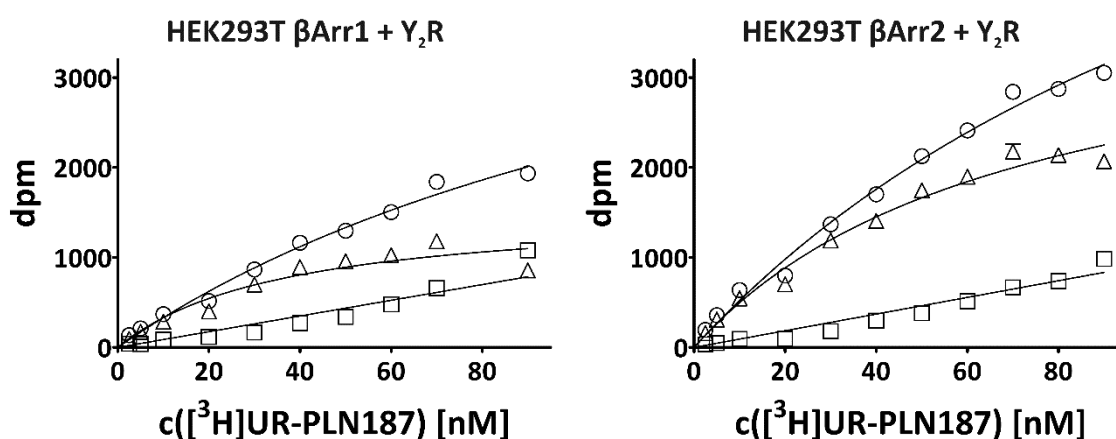 HEK293T βArr1 + Y₂R
3000
2000
1000
0
dpm
0 20 40 60 80
c([³H]UR-PLN187) [nM]
HEK293T βArr2 + Y₂R
3000
2000
1000
0
dpm
0 20 40 60 80
c([³H]UR-PLN187) [nM]